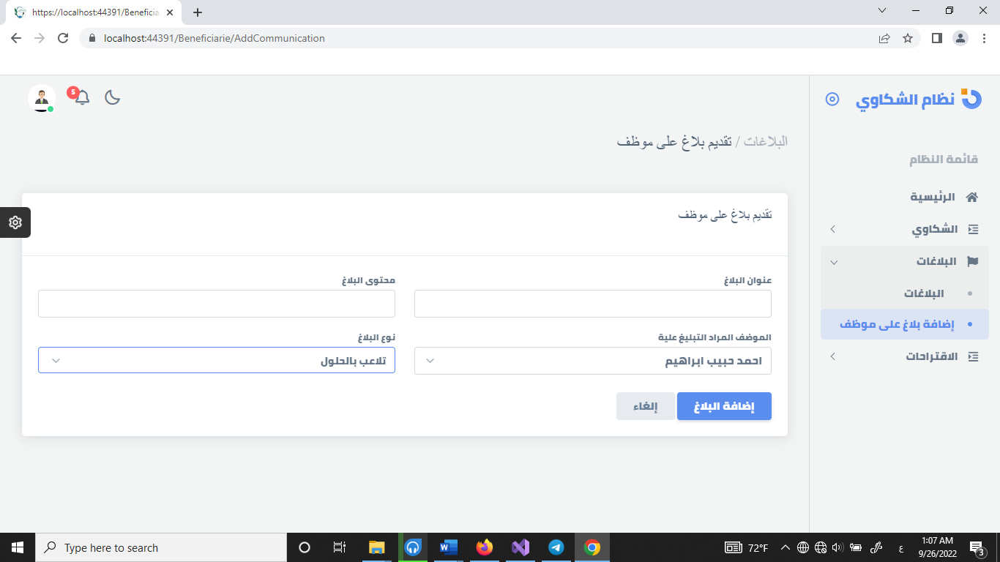 https://localhost:44391/Beneficia
localhost:44391/Beneficiarie/AddCommunication
نظام الشكاوي
5
قائمة النظام
الرئيسية
الشكاوي
البلاغات
البلاغات
إضافة بلاغ على موظف
الاقتراحات
البلاغات / تقديم بلاغ على موظف
تقديم بلاغ على موظف
عنوان البلاغ
محتوى البلاغ
الموضف المراد التبليغ علية
نوع البلاغ
احمد حبيب ابراهيم
تلاعب بالحلول
إضافة البلاغ
إلغاء
Type here to search
72°F
ع
1:07 AM
9/26/2022
3